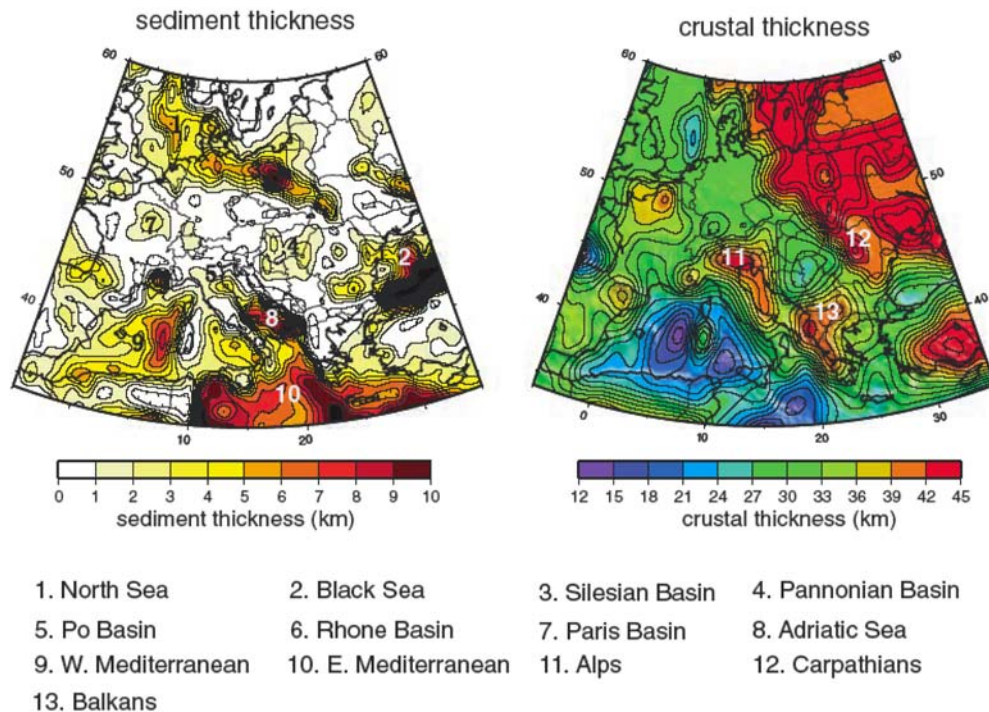 sediment thickness
crustal thickness
60
60
60
60
50
50
50
50
40
40
40
40
10
20
0
10
20
30
1
7
4
2
5
8
9
10
11
12
13
0 1 2 3 4 5 6 7 8 9 10
sediment thickness (km)
12 15 18 21 24 27 30 33 36 39 42 45
crustal thickness (km)
1. North Sea
2. Black Sea
3. Silesian Basin
4. Pannonian Basin
5. Po Basin
6. Rhone Basin
7. Paris Basin
8. Adriatic Sea
9. W. Mediterranean
10. E. Mediterranean
11. Alps
12. Carpathians
13. Balkans